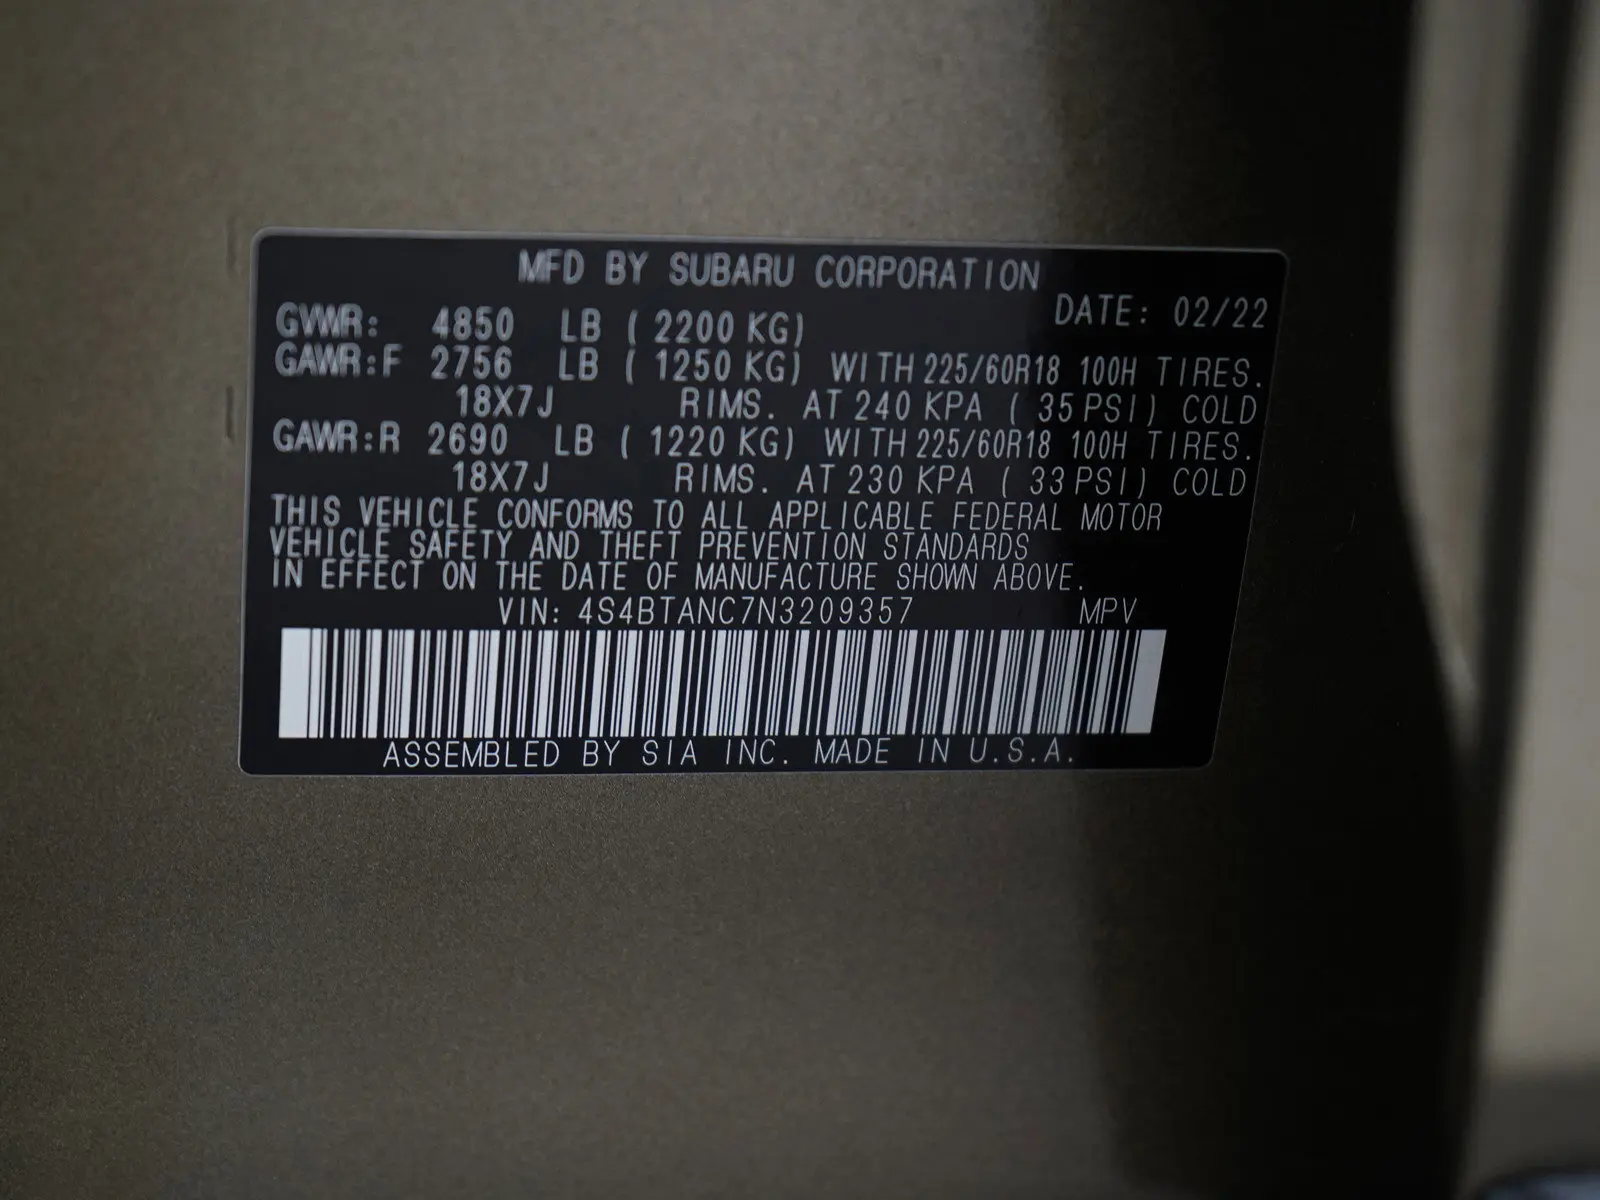 MFD BY SUBARU CORPORATION
DATE: 02/22
GVWR: 4850 LB ( 2200 KG)
GAWR:F 2756 LB ( 1250 KG) WITH 225/60R18 100H TIRES.
18X7J RIMS. AT 240 KPA ( 35 PSI) COLD
GAWR:R 2690 LB ( 1220 KG) WITH 225/60R18 100H TIRES.
18X7J RIMS. AT 230 KPA ( 33 PSI) COLD
THIS VEHICLE CONFORMS TO ALL APPLICABLE FEDERAL MOTOR
VEHICLE SAFETY AND THEFT PREVENTION STANDARDS
IN EFFECT ON THE DATE OF MANUFACTURE SHOWN ABOVE.
VIN: 4S4BTANC7N3209357 MPV
ASSEMBLED BY SIA INC. MADE IN U.S.A.